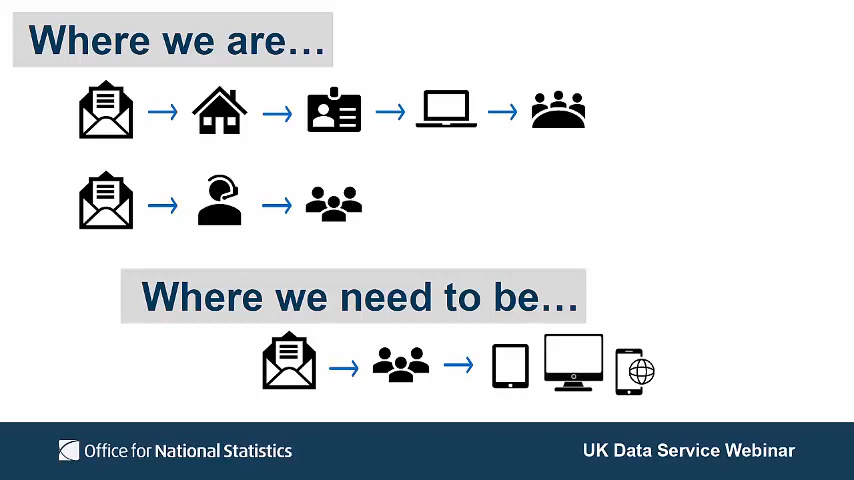 Where we are…
Where we need to be…
Office for National Statistics
UK Data Service Webinar